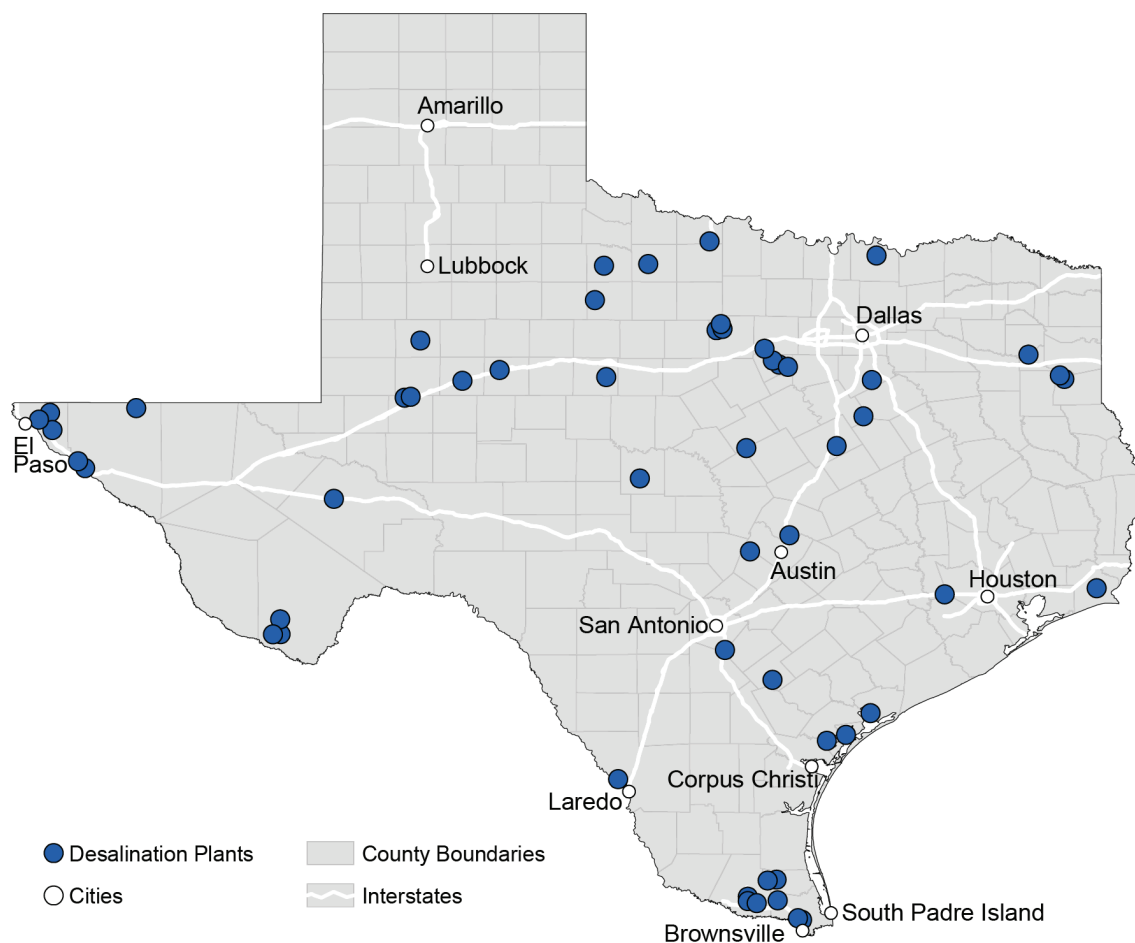 Amarillo
Lubbock
Dallas
El
Paso
Austin
Houston
San Antonio
Corpus Christi
Laredo
Desalination Plants
County Boundaries
Cities
Interstates
South Padre Island
Brownsville